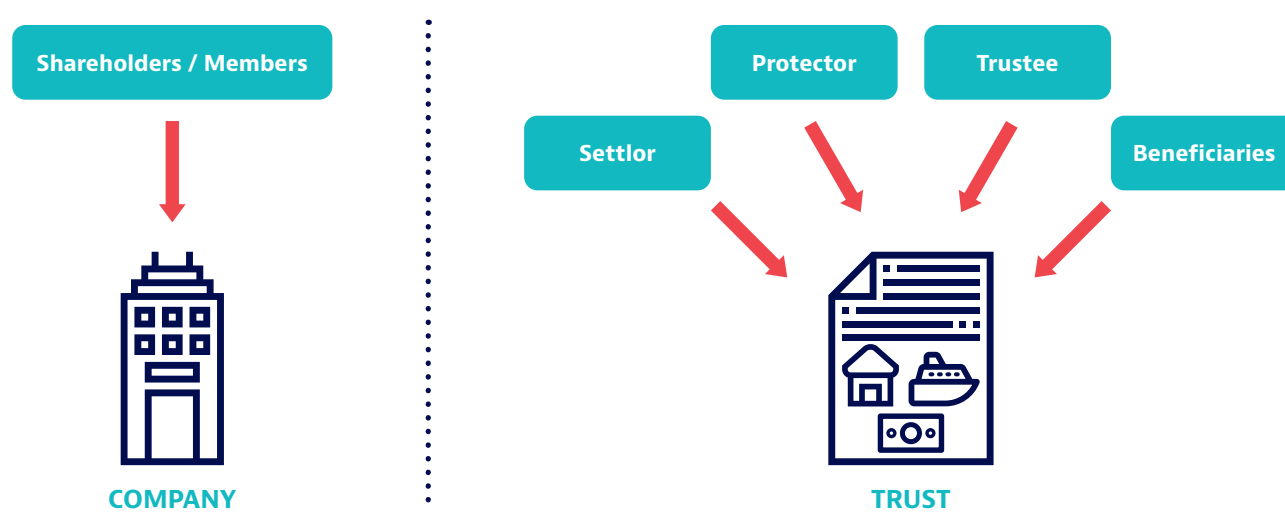 Shareholders / Members
Protector
Trustee
Settlor
Beneficiaries
COMPANY
TRUST